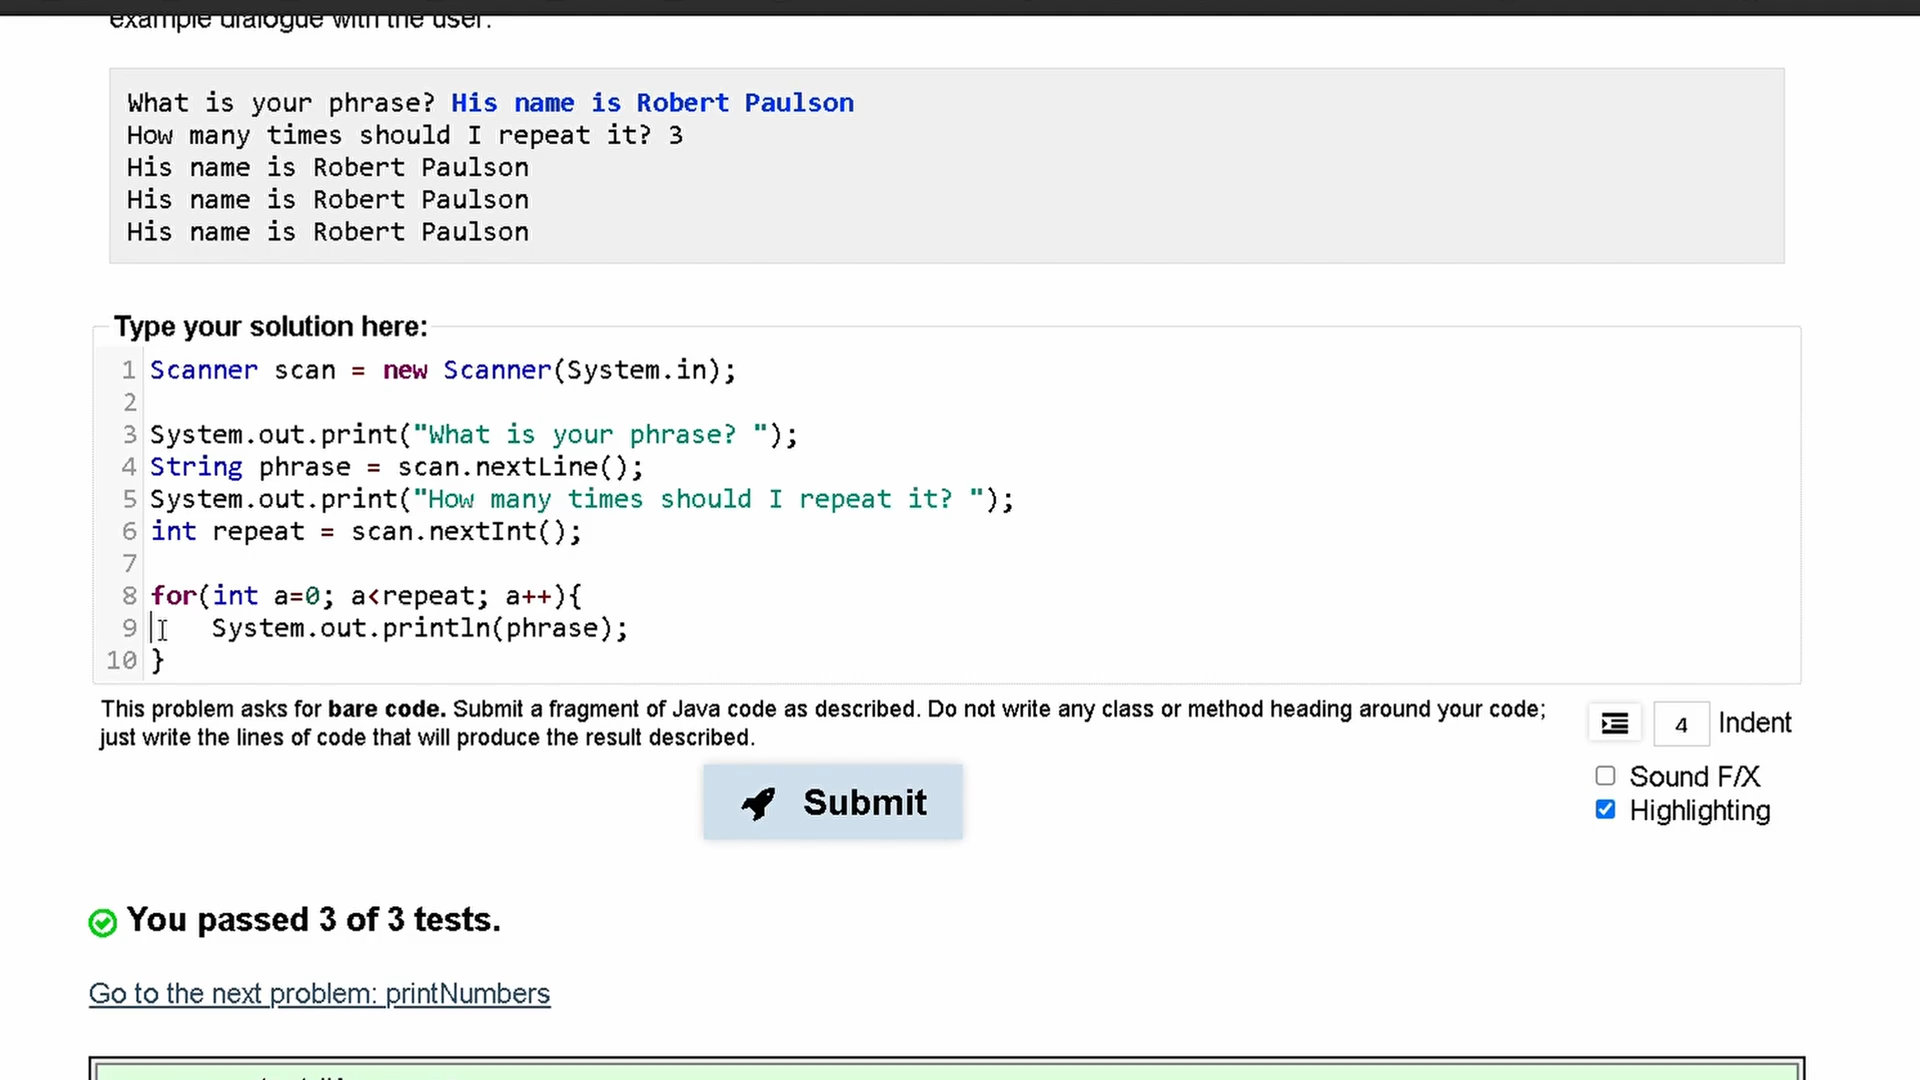 example dialogue with the user:
What is your phrase? His name is Robert Paulson
How many times should I repeat it? 3
His name is Robert Paulson
His name is Robert Paulson
His name is Robert Paulson
Type your solution here:
1 Scanner scan = new Scanner(System.in);
2
3 System.out.print("What is your phrase? ");
4 String phrase = scan.nextLine();
5 System.out.print("How many times should I repeat it? ");
6 int repeat = scan.nextInt();
7
8 for(int a=0; a<repeat; a++){
9     System.out.println(phrase);
10 }
This problem asks for bare code. Submit a fragment of Java code as described. Do not write any class or method heading around your code;
just write the lines of code that will produce the result described.
4 Indent
Sound F/X
Highlighting
Submit
You passed 3 of 3 tests.
Go to the next problem: printNumbers